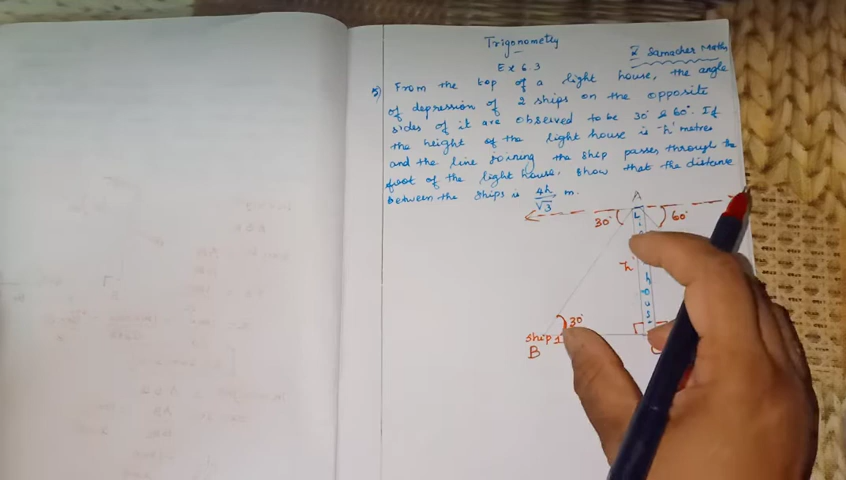 Trigonometry
X Samacheer Maths
Ex 6.3
5) From the top of a light house, the angle
of depression of 2 ships on the opposite
sides of it are observed to be 30° & 60°. If
the height of the light house is 'h' metres
and the line joining the ship passes through the
foot of the light house. Show that the distance
between the ships is 4h/√3 m.
A
30° 60°
L
h
h
o
u
s
30°
ship 1
B